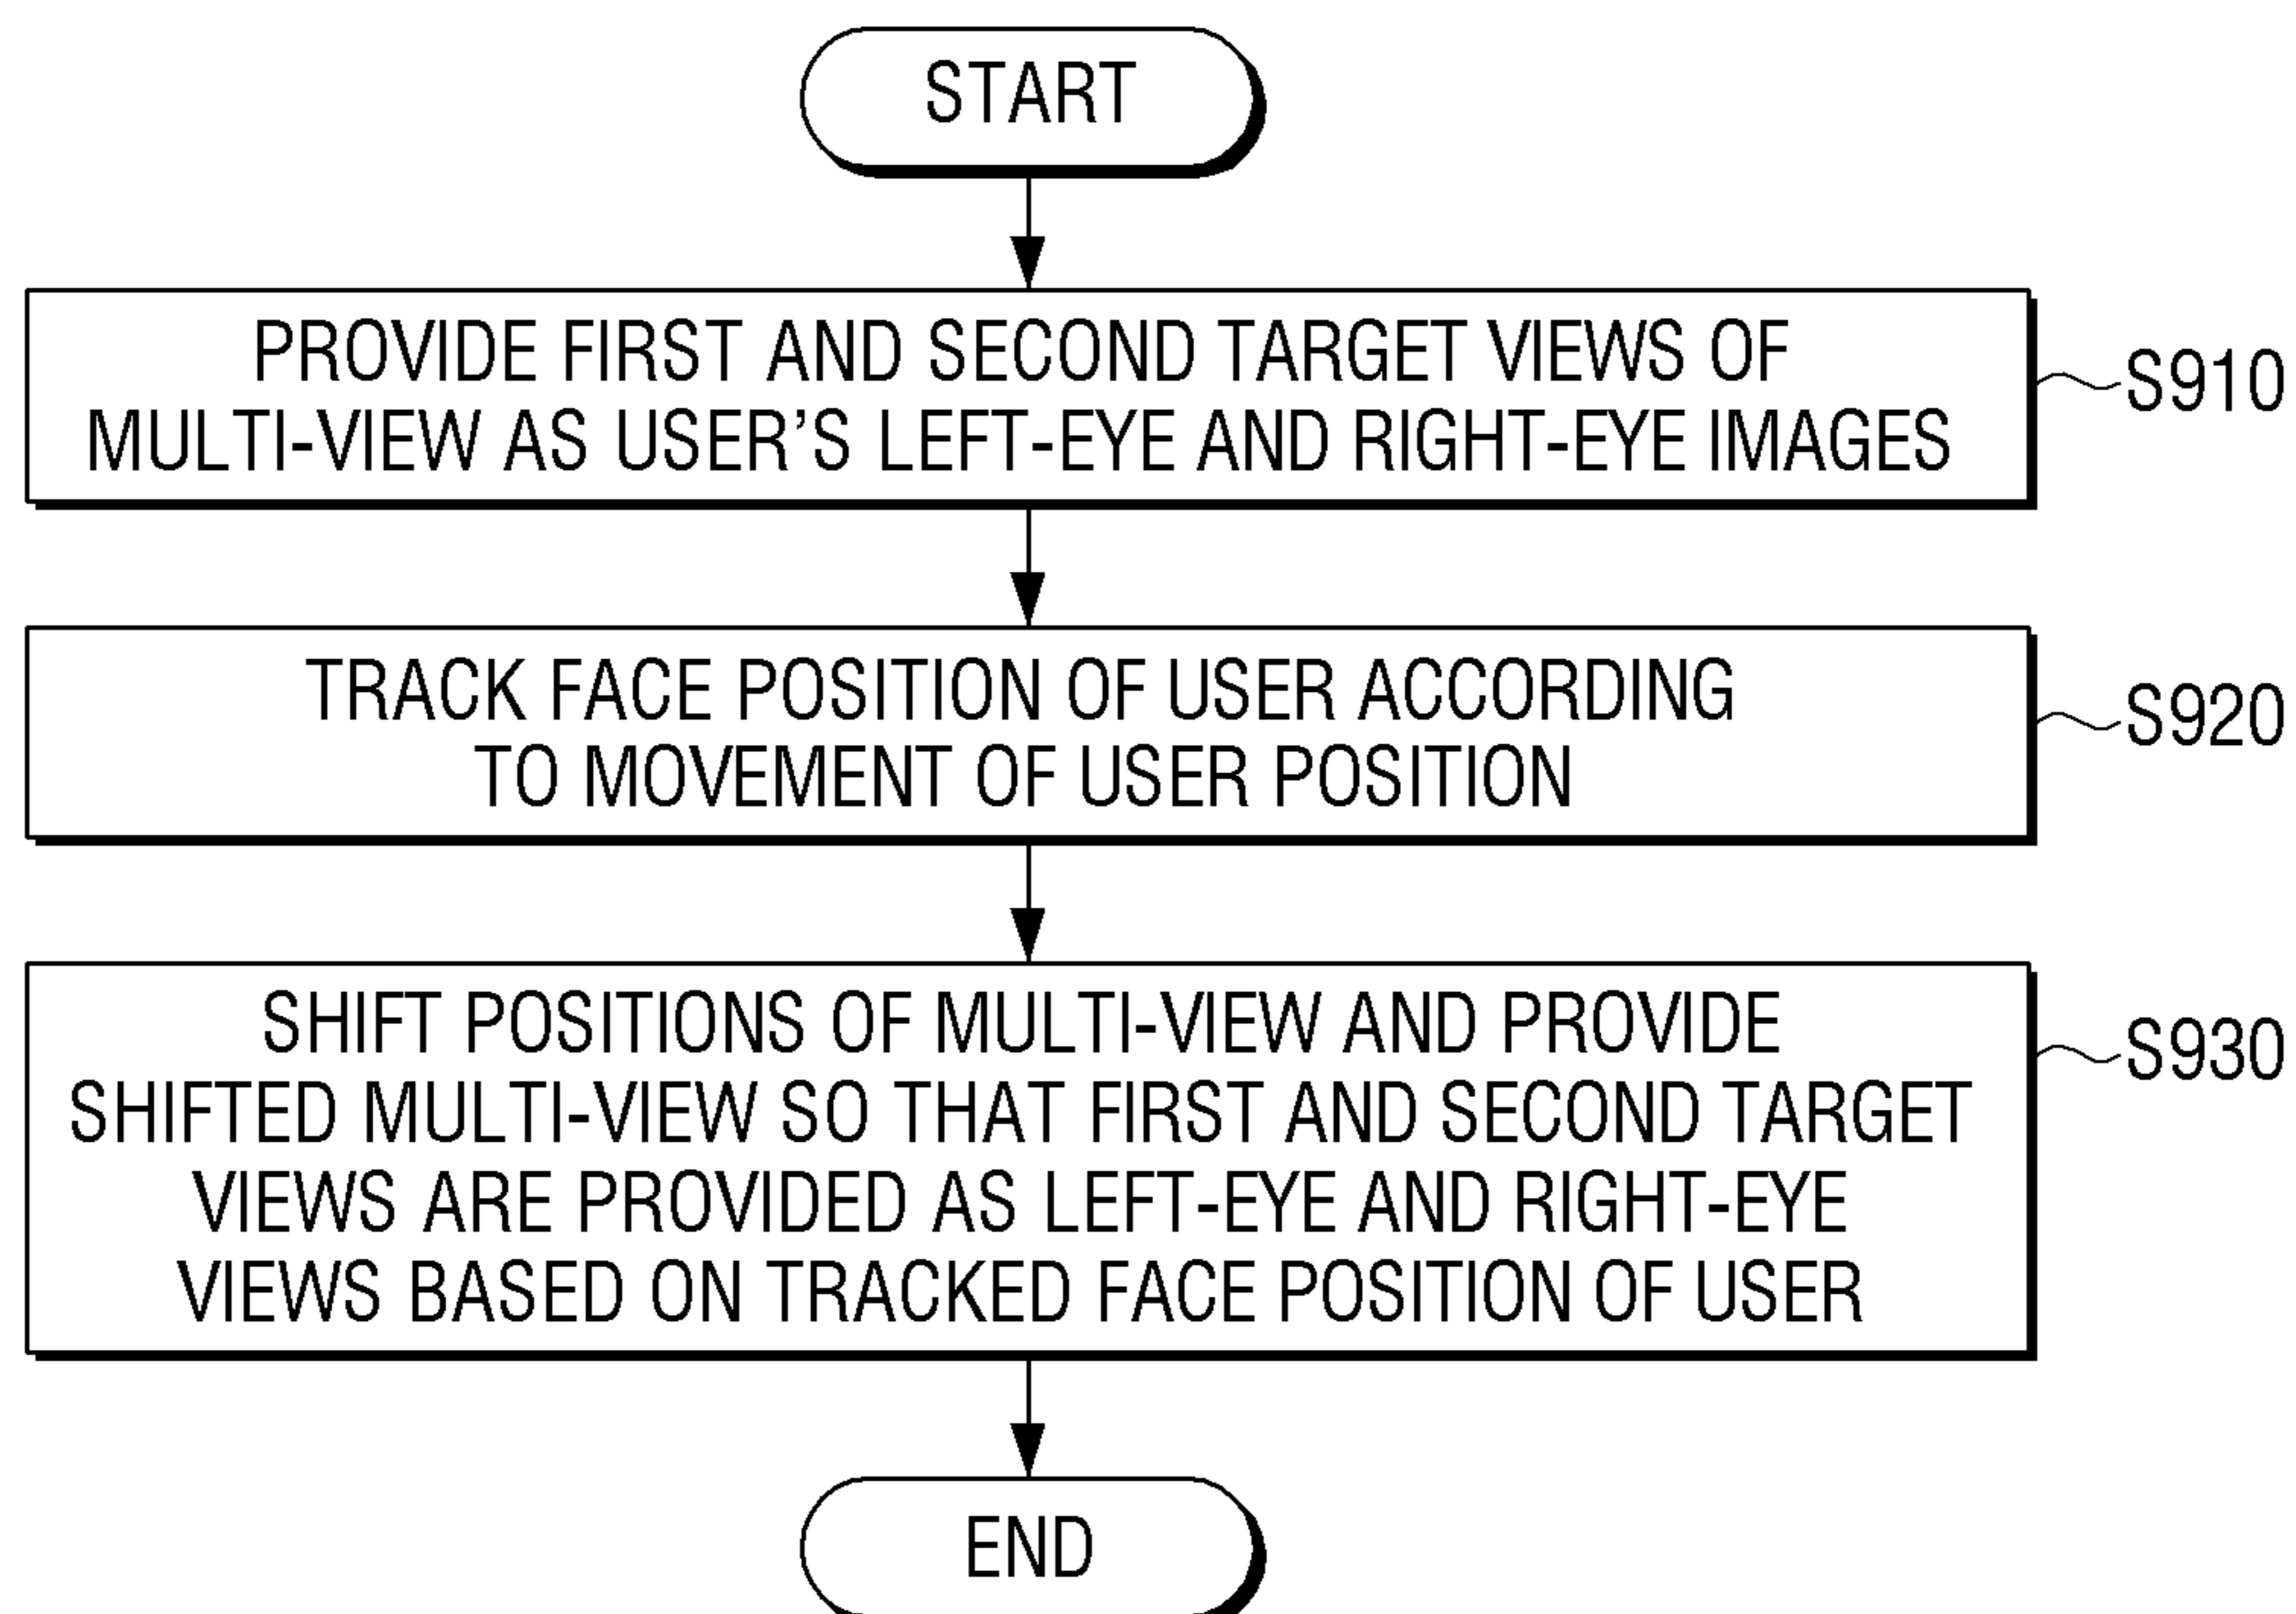 START
PROVIDE FIRST AND SECOND TARGET VIEWS OF
MULTI-VIEW AS USER’S LEFT-EYE AND RIGHT-EYE IMAGES
S910
TRACK FACE POSITION OF USER ACCORDING
TO MOVEMENT OF USER POSITION
S920
SHIFT POSITIONS OF MULTI-VIEW AND PROVIDE
SHIFTED MULTI-VIEW SO THAT FIRST AND SECOND TARGET
VIEWS ARE PROVIDED AS LEFT-EYE AND RIGHT-EYE
VIEWS BASED ON TRACKED FACE POSITION OF USER
S930
END